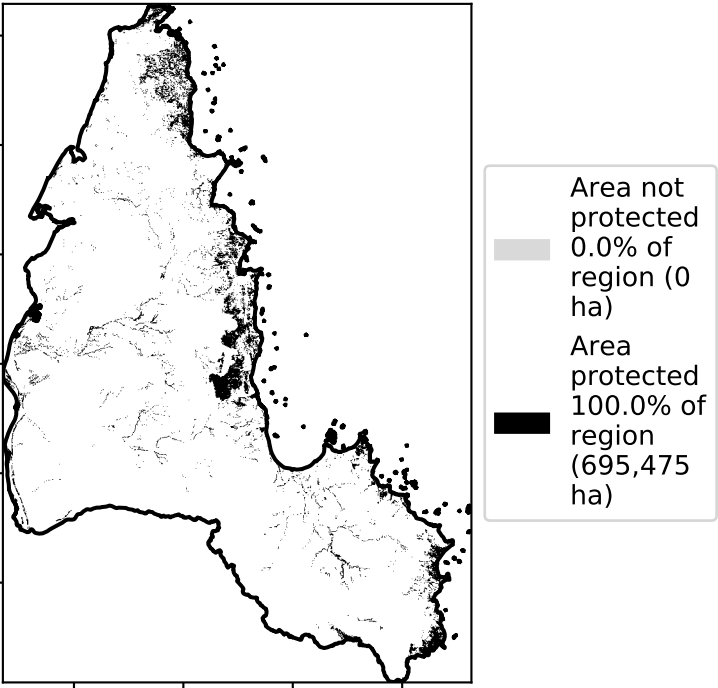 Area not
protected
0.0% of
region (0
ha)
Area
protected
100.0% of
region
(695,475
ha)